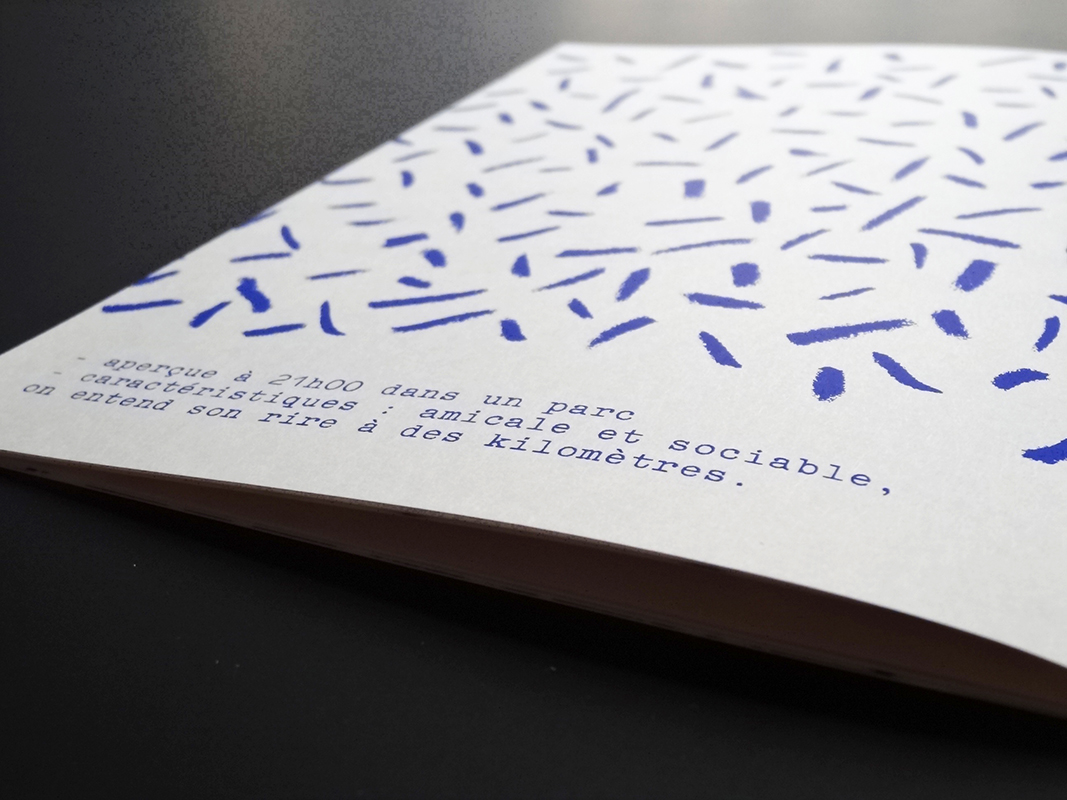 - aperçue à 21h00 dans un parc
- caractéristiques : amicale et sociable,
on entend son rire à des kilomètres.